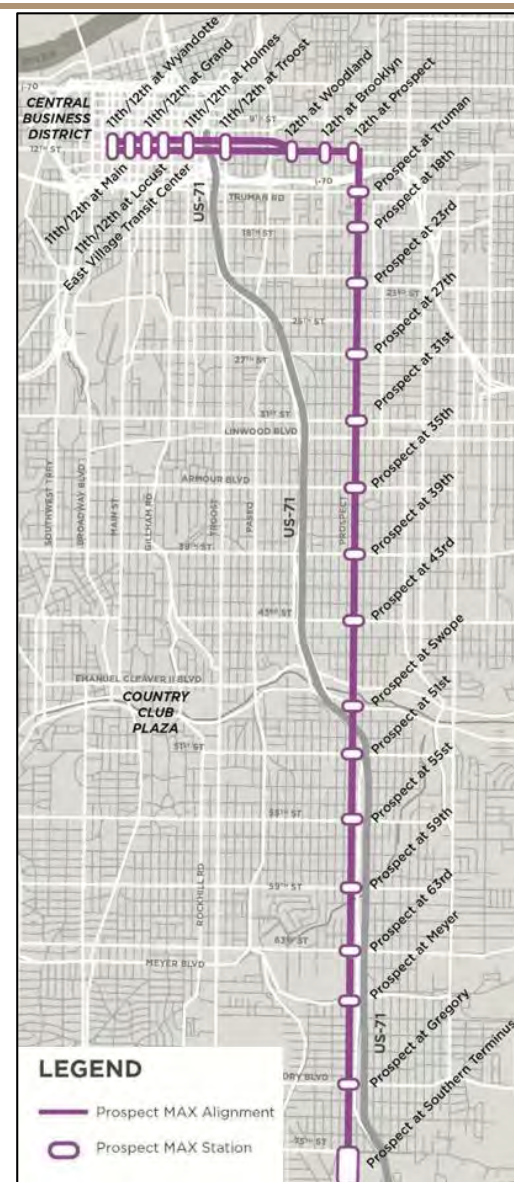 RIVER
I-70
CENTRAL
BUSINESS
DISTRICT
11th/12th at Wyandotte
11th/12th at Grand
11th/12th at Holmes
11th/12th at Troost
12th at Woodland
12th at Brooklyn
12th at Prospect
9TH ST
12TH ST
11th/12th at Main
11th/12th at Locust
East Village Transit Center
US-71
I-70
TRUMAN RD
18TH ST
Prospect at Truman
Prospect at 18th
Prospect at 23rd
23RD ST
25TH ST
Prospect at 27th
27TH ST
Prospect at 31st
31ST ST
LINWOOD BLVD
Prospect at 35th
ARMOUR BLVD
SOUTHWEST TRFY
BROADWAY BLVD
MAIN ST
GILLHAM RD
TROOST
PASEO
US-71
PROSPECT
Prospect at 39th
39TH ST
Prospect at 43rd
43RD ST
Prospect at Swope
EMANUEL CLEAVER II BLVD
COUNTRY
CLUB
PLAZA
Prospect at 51st
51ST ST
Prospect at 55st
55TH ST
Prospect at 59th
59TH ST
ROCKHILL RD
Prospect at 63rd
63RD ST
MEYER BLVD
Prospect at Meyer
Prospect at Gregory
US-71
ORY BLVD
Prospect at Southern Terminus
75TH ST
LEGEND
Prospect MAX Alignment
Prospect MAX Station